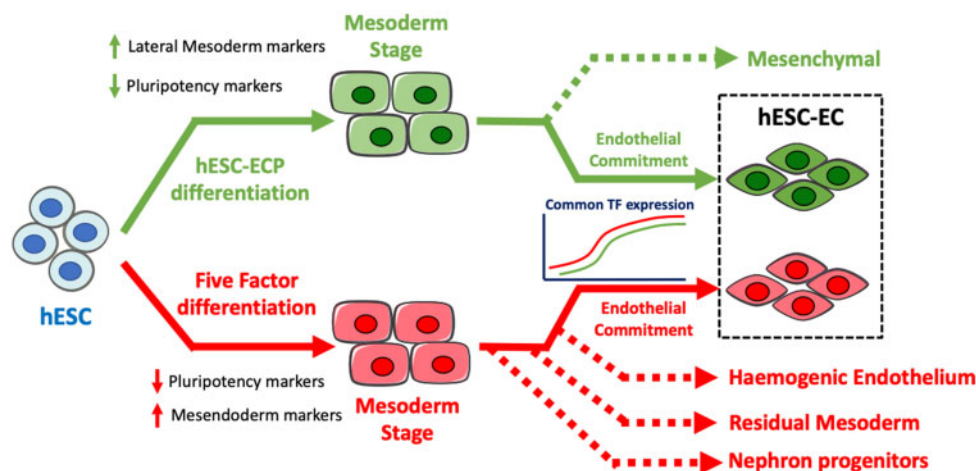 Mesoderm
Stage
Lateral Mesoderm markers
Pluripotency markers
Mesenchymal
hESC-EC
hESC-ECP
differentiation
Endothelial
Commitment
Common TF expression
hESC
Five Factor
differentiation
Endothelial
Commitment
Pluripotency markers
Mesendoderm markers
Mesoderm
Stage
Haemogenic Endothelium
Residual Mesoderm
Nephron progenitors